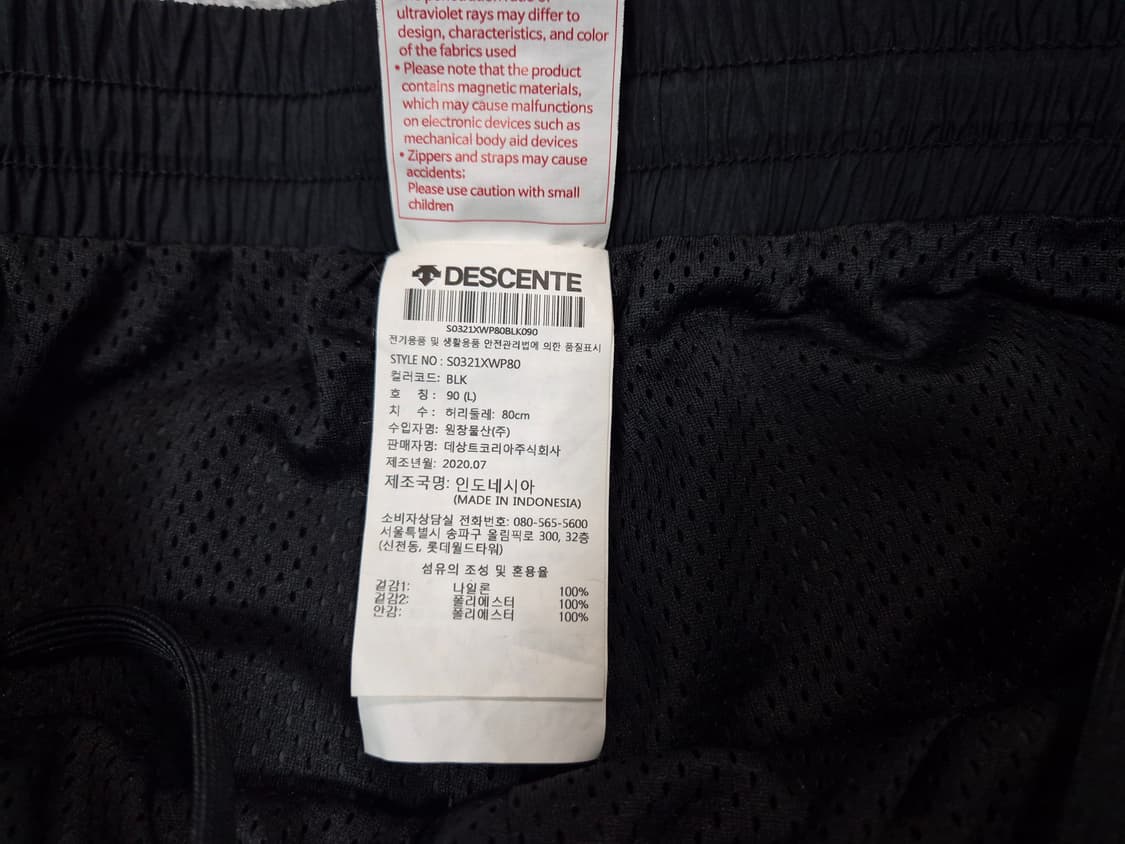 ultraviolet rays may differ to
design, characteristics, and color
of the fabrics used
• Please note that the product
contains magnetic materials,
which may cause malfunctions
on electronic devices such as
mechanical body aid devices
• Zippers and straps may cause
accidents:
Please use caution with small
children
DESCENTE
S0321XWP80BLK090
전기용품 및 생활용품 안전관리법에 의한 품질표시
STYLE NO : S0321XWP80
컬러코드: BLK
호 칭 : 90 (L)
치 수 : 허리둘레: 80cm
수입자명: 원창물산(주)
판매자명: 데상트코리아주식회사
제조년월: 2020.07
제조국명: 인도네시아
(MADE IN INDONESIA)
소비자상담실 전화번호: 080-565-5600
서울특별시 송파구 올림픽로 300, 32층
(신천동, 롯데월드타워)
섬유의 조성 및 혼용율
겉감1: 나일론 100%
겉감2: 폴리에스터 100%
안감: 폴리에스터 100%